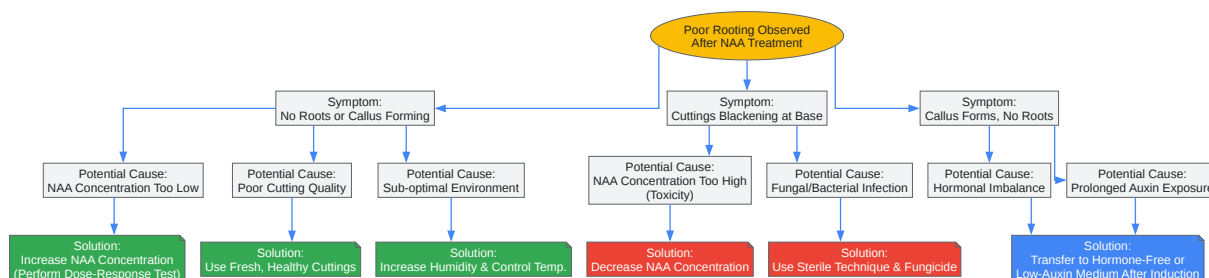 Poor Rooting Observed
After NAA Treatment
Symptom:
No Roots or Callus Forming
Symptom:
Cuttings Blackening at Base
Symptom:
Callus Forms, No Roots
Potential Cause:
NAA Concentration Too Low
Potential Cause:
Poor Cutting Quality
Potential Cause:
Sub-optimal Environment
Potential Cause:
NAA Concentration Too High
(Toxicity)
Potential Cause:
Fungal/Bacterial Infection
Potential Cause:
Hormonal Imbalance
Potential Cause:
Prolonged Auxin Exposure
Solution:
Increase NAA Concentration
(Perform Dose-Response Test)
Solution:
Use Fresh, Healthy Cuttings
Solution:
Increase Humidity & Control Temp.
Solution:
Decrease NAA Concentration
Solution:
Use Sterile Technique & Fungicide
Solution:
Transfer to Hormone-Free or
Low-Auxin Medium After Induction